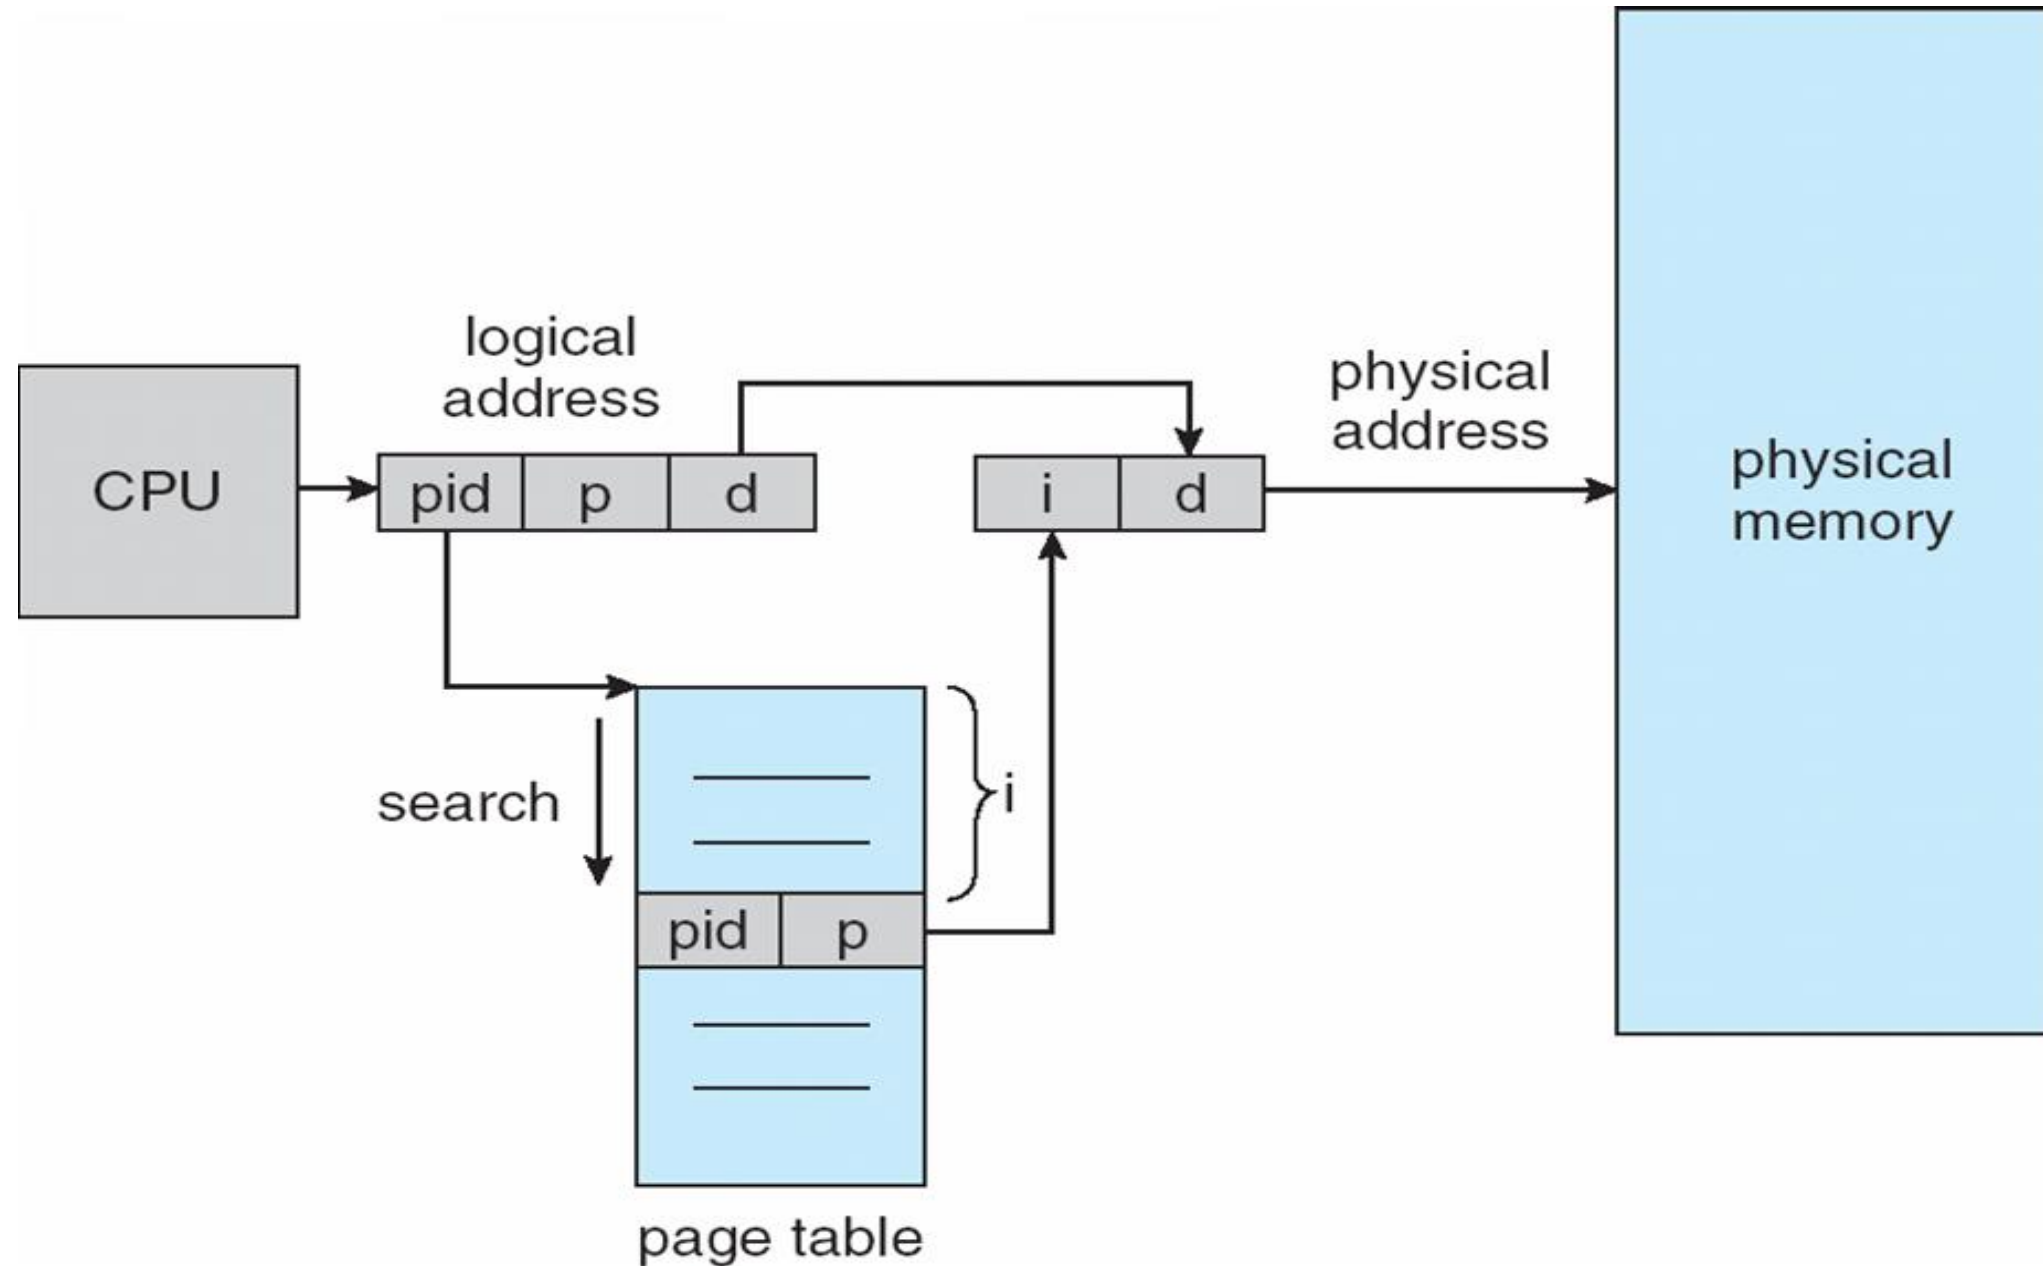 logical
address
physical
address
CPU
pid
p
d
i
d
physical
memory
search
i
pid
p
page table